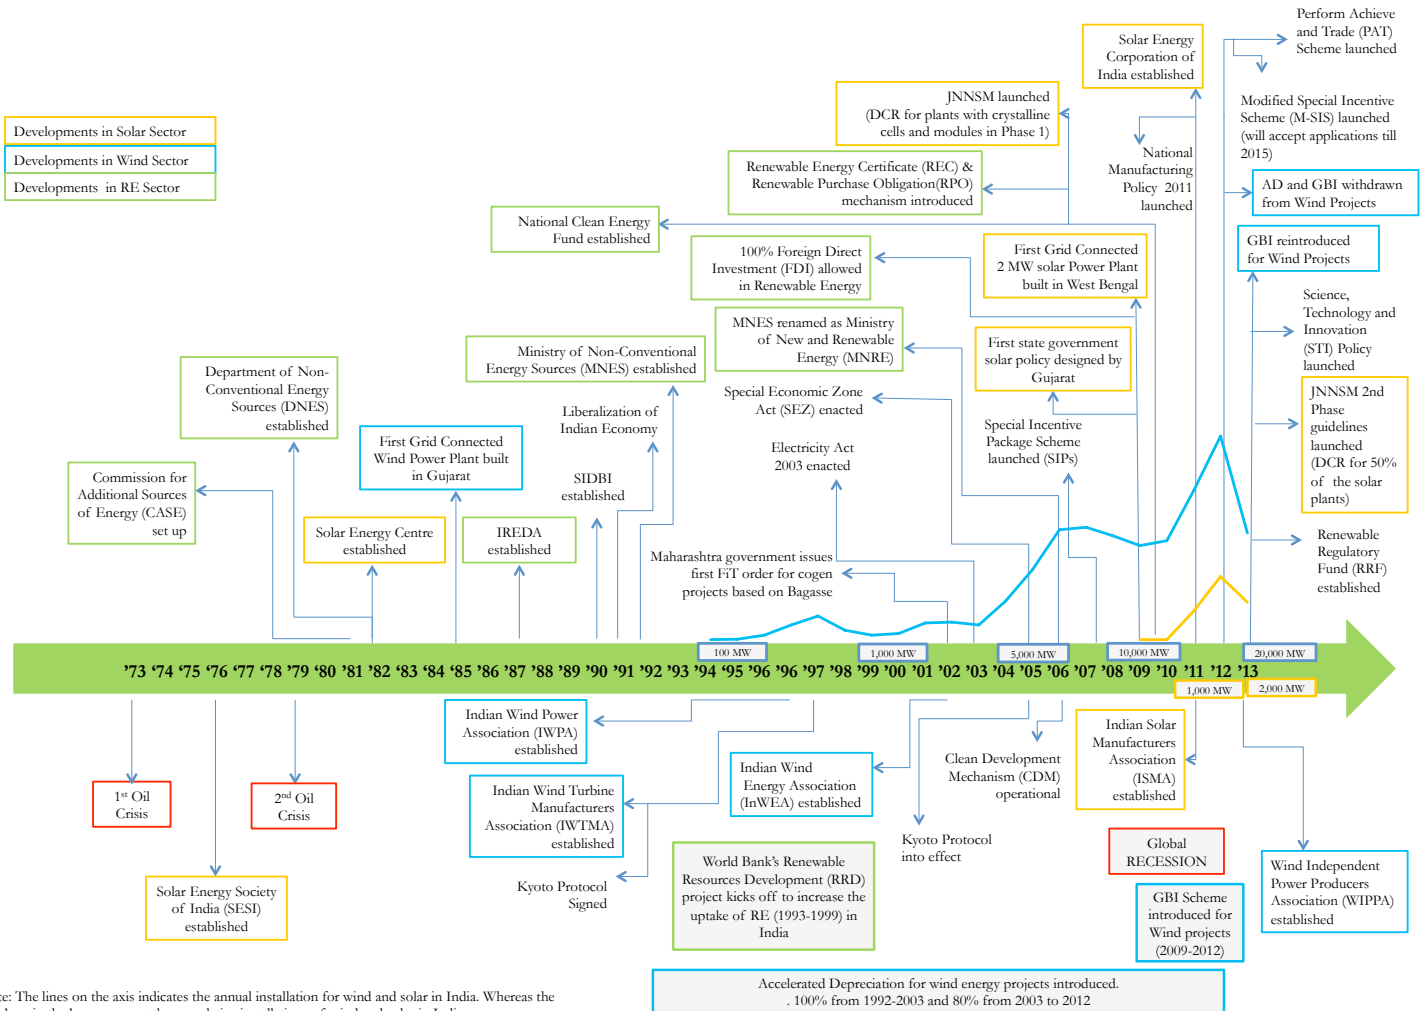 Perform Achieve
and Trade (PAT)
Scheme launched
Solar Energy
Corporation of
India established
JNNSM launched
(DCR for plants with crystalline
cells and modules in Phase 1)
Modified Special Incentive
Scheme (M-SIS) launched
(will accept applications till
2015)
Developments in Solar Sector
Developments in Wind Sector
Developments in RE Sector
National
Manufacturing
Policy 2011
launched
Renewable Energy Certificate (REC) &
Renewable Purchase Obligation(RPO)
mechanism introduced
AD and GBI withdrawn
from Wind Projects
National Clean Energy
Fund established
100% Foreign Direct
Investment (FDI) allowed
in Renewable Energy
First Grid Connected
2 MW solar Power Plant
built in West Bengal
GBI reintroduced
for Wind Projects
Science,
Technology and
Innovation
(STI) Policy
launched
MNES renamed as Ministry
of New and Renewable
Energy (MNRE)
First state government
solar policy designed by
Gujarat
Ministry of Non-Conventional
Energy Sources (MNES) established
Department of Non-
Conventional Energy
Sources (DNES)
established
Special Economic Zone
Act (SEZ) enacted
JNNSM 2nd
Phase
guidelines
launched
(DCR for 50%
of the solar
plants)
Liberalization of
Indian Economy
First Grid Connected
Wind Power Plant built
in Gujarat
Special Incentive
Package Scheme
launched (SIPs)
Electricity Act
2003 enacted
Commission for
Additional Sources
of Energy (CASE)
set up
SIDBI
established
Solar Energy Centre
established
IREDA
established
Renewable
Regulatory
Fund (RRF)
established
Maharashtra government issues
first FiT order for cogen
projects based on Bagasse
100 MW
1,000 MW
5,000 MW
10,000 MW
20,000 MW
’73 ‘74 ‘75 ‘76 ‘77 ‘78 ‘79 ‘80 ’81 ‘82 ‘83 ‘84 ’85 ‘86 ‘87 ‘88 ‘89 ‘90 ’91 ‘92 ‘93 ‘94 ’95 ‘96 ‘96 ‘97 ‘98 ‘99 ‘00 ’01 ‘02 ‘03 ‘04 ’05 ‘06 ’07 ‘08 ‘09 ‘10 ’11 ‘12 ’13
1,000 MW
2,000 MW
Indian Wind Power
Association (IWPA)
established
Indian Solar
Manufacturers
Association
(ISMA)
established
Indian Wind
Energy Association
(InWEA) established
Clean Development
Mechanism (CDM)
operational
1st Oil
Crisis
2nd Oil
Crisis
Indian Wind Turbine
Manufacturers
Association (IWTMA)
established
Kyoto Protocol
into effect
Global
RECESSION
Kyoto Protocol
Signed
World Bank’s Renewable
Resources Development (RRD)
project kicks off to increase the
uptake of RE (1993-1999) in
India
Wind Independent
Power Producers
Association (WIPPA)
established
Solar Energy Society
of India (SESI)
established
GBI Scheme
introduced for
Wind projects
(2009-2012)
Accelerated Depreciation for wind energy projects introduced.
. 100% from 1992-2003 and 80% from 2003 to 2012
te: The lines on the axis indicates the annual installation for wind and solar in India. Whereas the